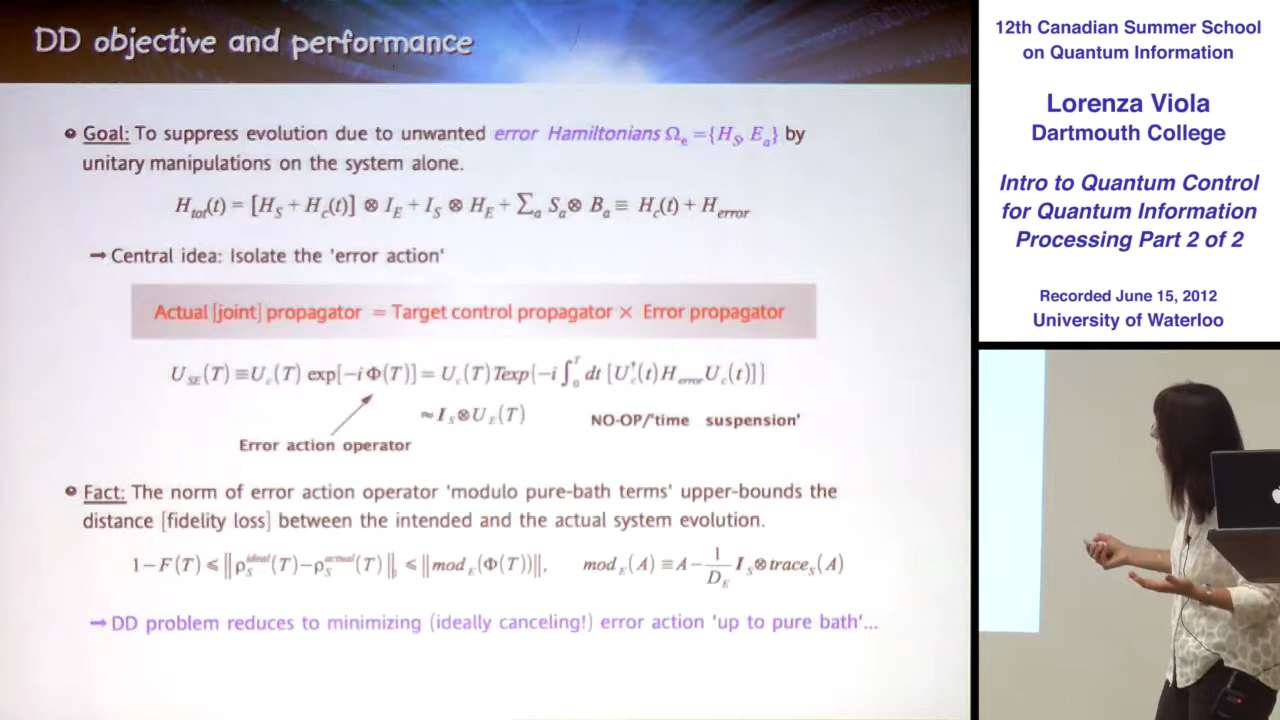 DD objective and performance
• Goal: To suppress evolution due to unwanted error Hamiltonians Ωₑ ={H_S, E_a} by
unitary manipulations on the system alone.
H_tot(t) = [H_S + H_c(t)] ⊗ I_E + I_S ⊗ H_E + ∑_a S_a ⊗ B_a ≡ H_c(t) + H_error
→ Central idea: Isolate the 'error action'
Actual [joint] propagator = Target control propagator × Error propagator
U_SE(T) ≡ U_c(T) exp[−i Φ(T)] = U_c(T) Texp{−i ∫_0^T dt [U_c^†(t) H_error U_c(t)]}
≈ I_S ⊗ U_E(T) NO-OP/'time suspension'
Error action operator
• Fact: The norm of error action operator 'modulo pure-bath terms' upper-bounds the
distance [fidelity loss] between the intended and the actual system evolution.
1−F(T) ⩽ ||ρ_S^ideal(T)−ρ_S^actual(T)|| ⩽ ||mod_E(Φ(T))||, mod_E(A) ≡ A − 1/D_E I_S ⊗ trace_S(A)
→ DD problem reduces to minimizing (ideally canceling!) error action 'up to pure bath'...
12th Canadian Summer School
on Quantum Information
Lorenza Viola
Dartmouth College
Intro to Quantum Control
for Quantum Information
Processing Part 2 of 2
Recorded June 15, 2012
University of Waterloo